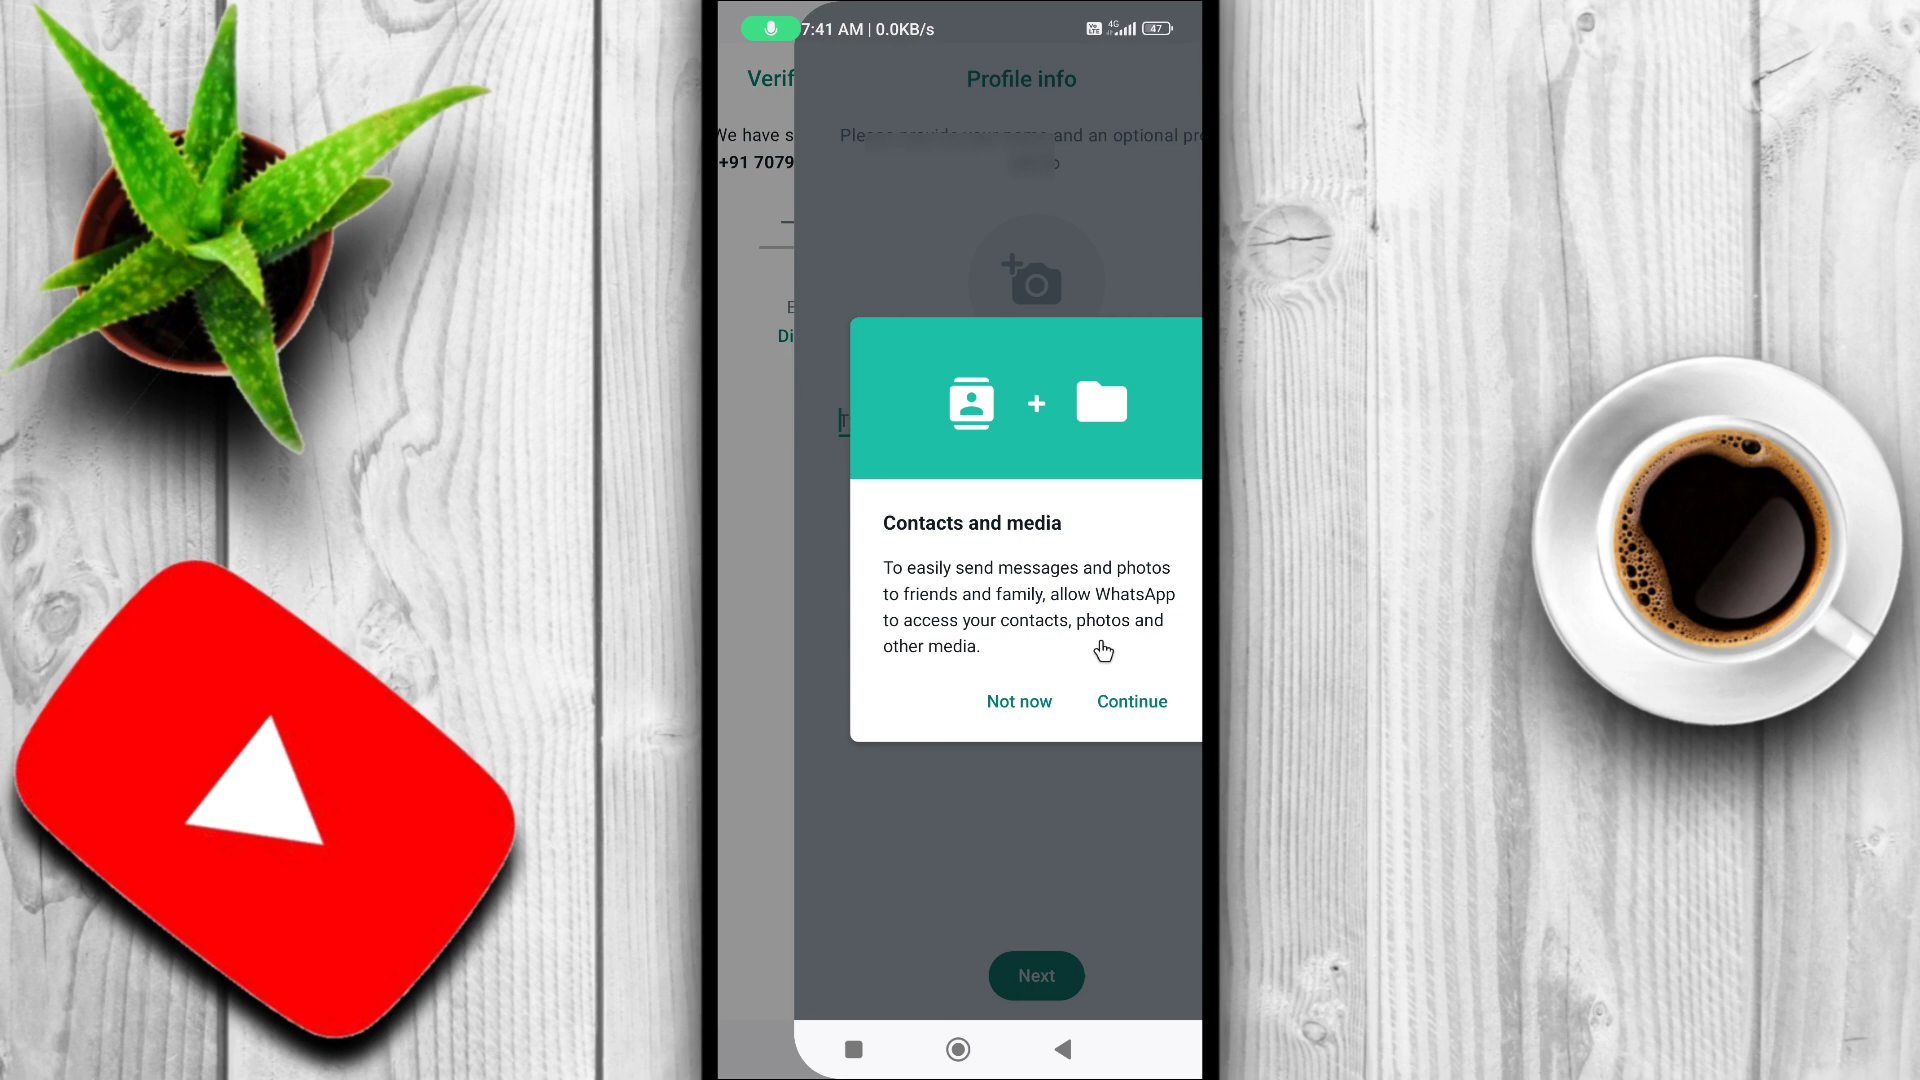 7:41 AM | 0.0KB/s
4G
47
Verif
Profile info
We have s
and an optional pr
+91 7079
Di
Contacts and media
To easily send messages and photos
to friends and family, allow WhatsApp
to access your contacts, photos and
other media.
Not now
Continue
Next